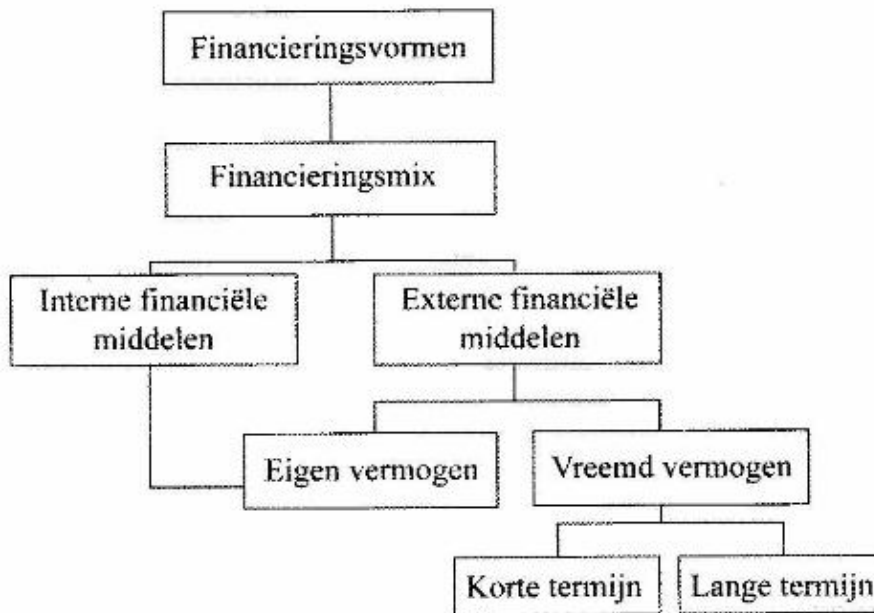 Financieringsvormen
Financieringsmix
Interne financiële
middelen
Externe financiële
middelen
Eigen vermogen
Vreemd vermogen
Korte termijn
Lange termijn